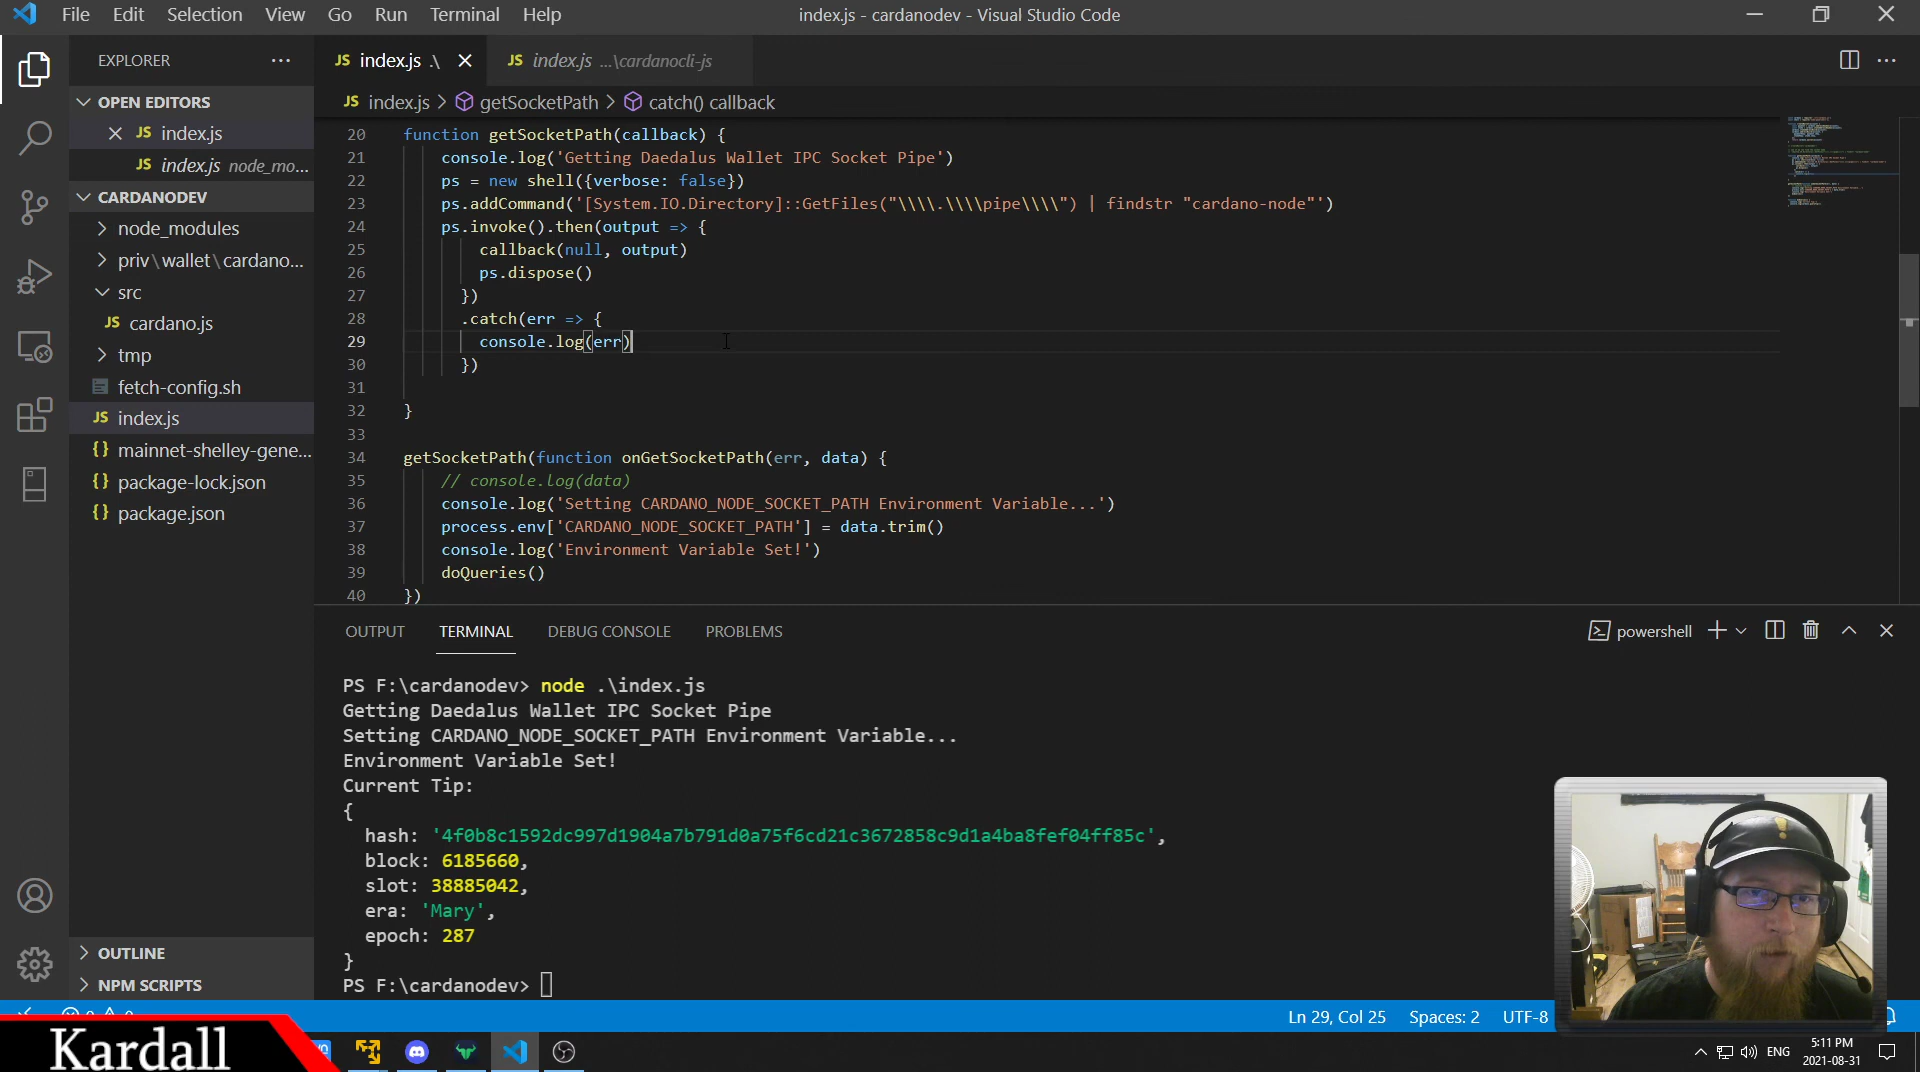 File Edit Selection View Go Run Terminal Help
index.js - cardanodev - Visual Studio Code
EXPLORER
JS index.js .\
JS index.js ...\cardanocli-js
OPEN EDITORS
JS index.js
JS index.js node_mo...
CARDANODEV
node_modules
priv\wallet\cardano...
src
JS cardano.js
tmp
fetch-config.sh
JS index.js
{} mainnet-shelley-gene...
{} package-lock.json
{} package.json
OUTLINE
NPM SCRIPTS
JS index.js > getSocketPath > catch() callback
20 function getSocketPath(callback) {
21 console.log('Getting Daedalus Wallet IPC Socket Pipe')
22 ps = new shell({verbose: false})
23 ps.addCommand('[System.IO.Directory]::GetFiles("\\\\.\\\\pipe\\\\") | findstr "cardano-node"')
24 ps.invoke().then(output => {
25 callback(null, output)
26 ps.dispose()
27 })
28 .catch(err => {
29 console.log(err)
30 })
31
32 }
33
34 getSocketPath(function onGetSocketPath(err, data) {
35 // console.log(data)
36 console.log('Setting CARDANO_NODE_SOCKET_PATH Environment Variable...')
37 process.env['CARDANO_NODE_SOCKET_PATH'] = data.trim()
38 console.log('Environment Variable Set!')
39 doQueries()
40 })
OUTPUT TERMINAL DEBUG CONSOLE PROBLEMS
powershell
PS F:\cardanodev> node .\index.js
Getting Daedalus Wallet IPC Socket Pipe
Setting CARDANO_NODE_SOCKET_PATH Environment Variable...
Environment Variable Set!
Current Tip:
{
hash: '4f0b8c1592dc997d1904a7b791d0a75f6cd21c3672858c9d1a4ba8fef04ff85c',
block: 6185660,
slot: 38885042,
era: 'Mary',
epoch: 287
}
PS F:\cardanodev>
Ln 29, Col 25 Spaces: 2 UTF-8
Kardall
ENG
5:11 PM
2021-08-31